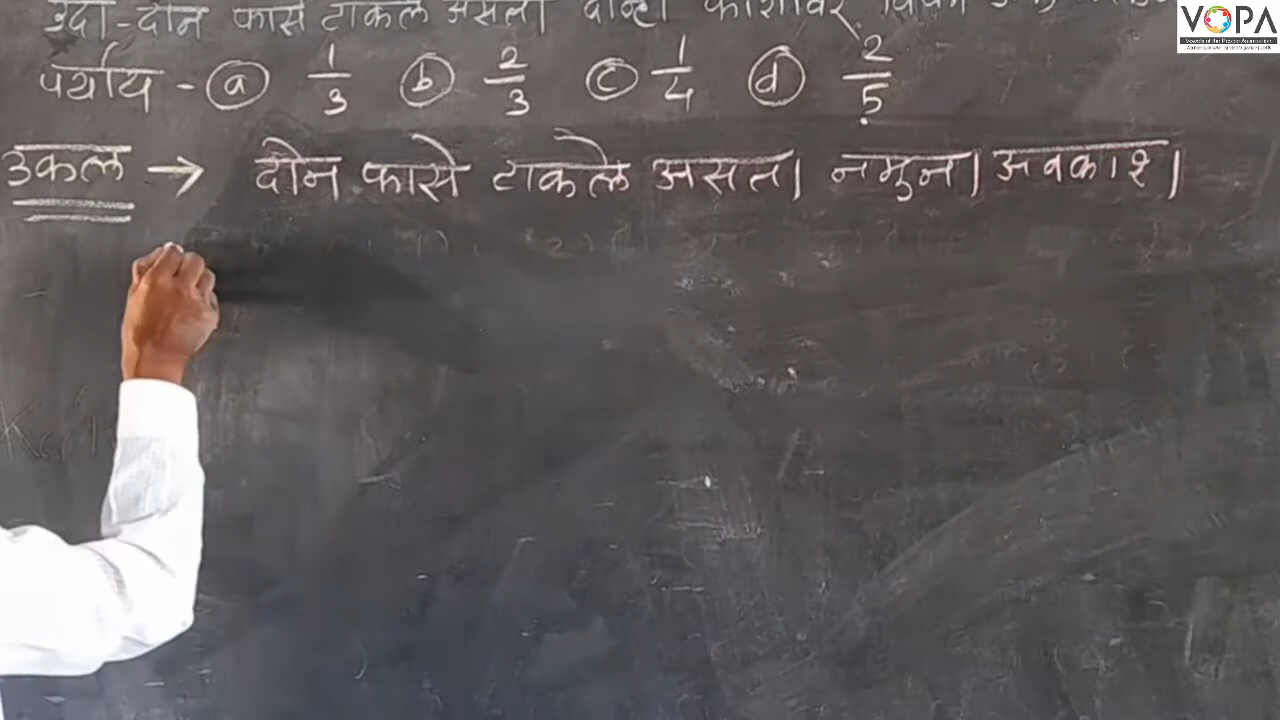 उदा-दोन फासे टाकले असता दोन्ही फाशांवर
VOPA
पर्याय - ⓐ 1/3 ⓑ 2/3 ⓒ 1/4 ⓓ 2/5
उकल → दोन फासे टाकले असता नमुना अवकाश